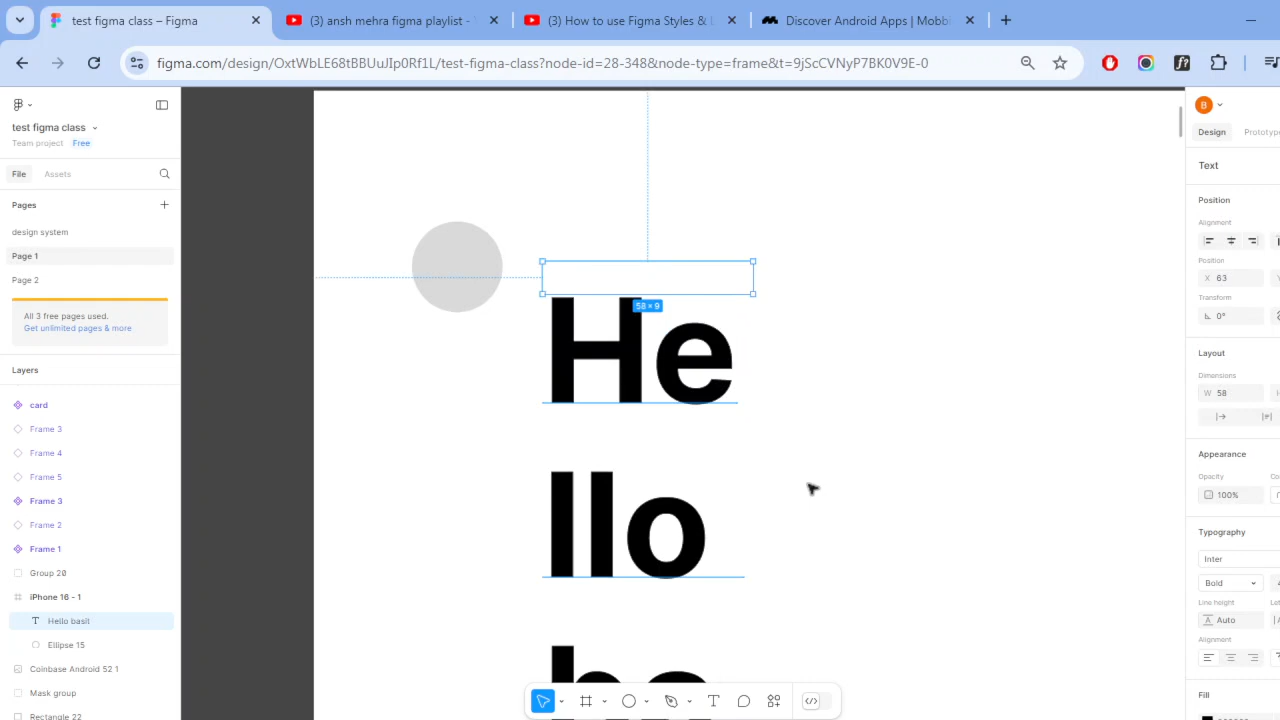 test figma class – Figma
(3) ansh mehra figma playlist -
(3) How to use Figma Styles &
Discover Android Apps | Mobbi
figma.com/design/OxtWbLE68tBBUuJIp0Rf1L/test-figma-class?node-id=28-348&node-type=frame&t=9jScCVNyP7BK0V9E-0
test figma class
Team project Free
File Assets
Pages
design system
Page 1
Page 2
All 3 free pages used.
Get unlimited pages & more
Layers
card
Frame 3
Frame 4
Frame 5
Frame 3
Frame 2
Frame 1
Group 20
iPhone 16 - 1
Hello basit
Ellipse 15
Coinbase Android 52 1
Mask group
Rectangle 22
58 × 9
He
llo
ba
B
Design Prototype
Text
Position
Alignment
Position
X 63
Transform
0°
Layout
Dimensions
W 58
Appearance
Opacity
100%
Typography
Inter
Bold
Line height
Auto
Alignment
Fill